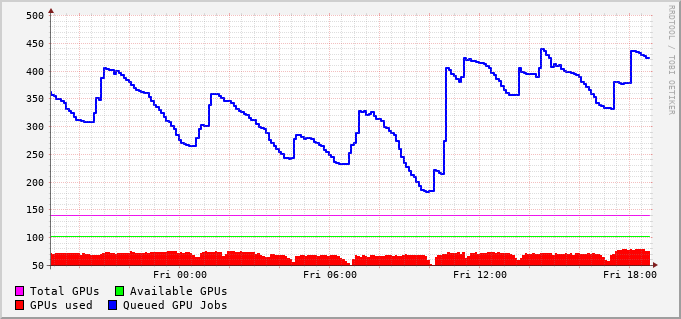 500
450
400
350
300
250
200
150
100
50
Fri 00:00 Fri 06:00 Fri 12:00 Fri 18:00
Total GPUs Available GPUs
GPUs used Queued GPU Jobs
RRDTOOL / TOBI OETIKER